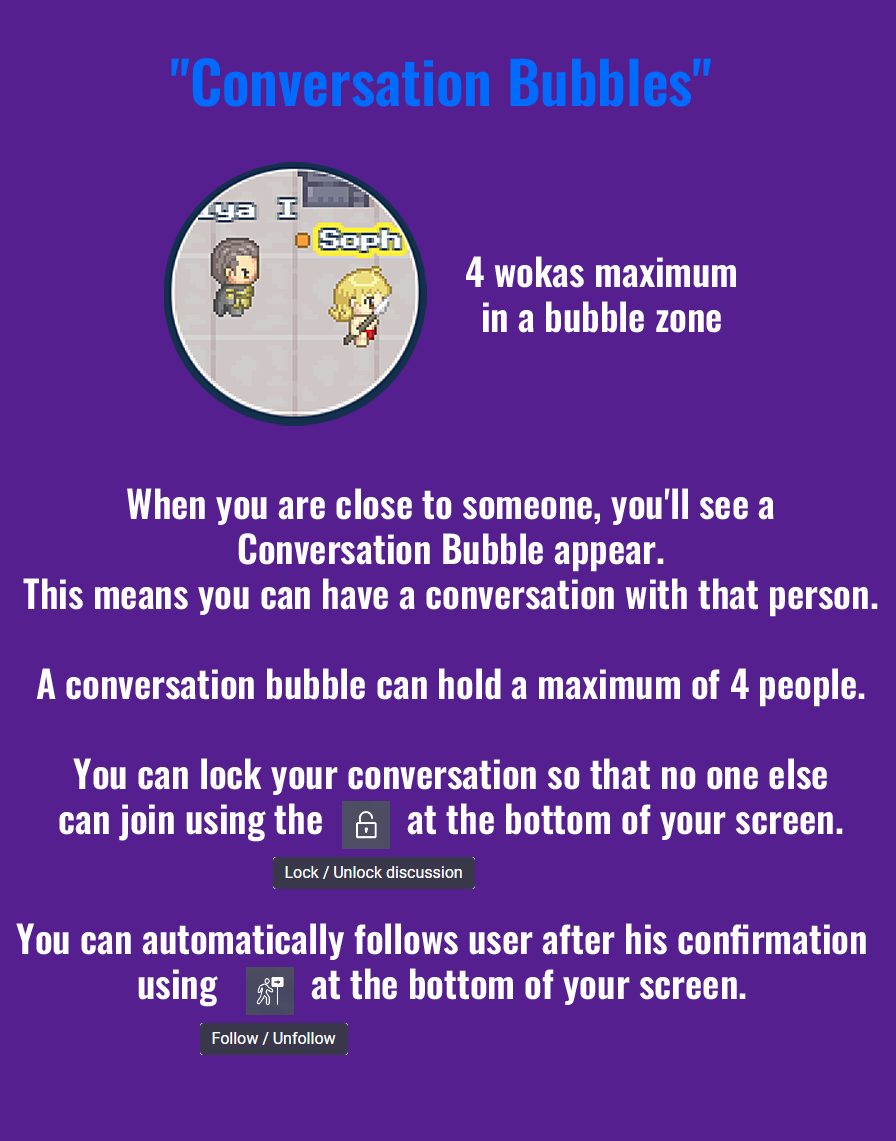 "Conversation Bubbles"
I
Soph
4 wokas maximum
in a bubble zone
When you are close to someone, you'll see a
Conversation Bubble appear.
This means you can have a conversation with that person.
A conversation bubble can hold a maximum of 4 people.
You can lock your conversation so that no one else
can join using the at the bottom of your screen.
Lock / Unlock discussion
You can automatically follows user after his confirmation
using at the bottom of your screen.
Follow / Unfollow